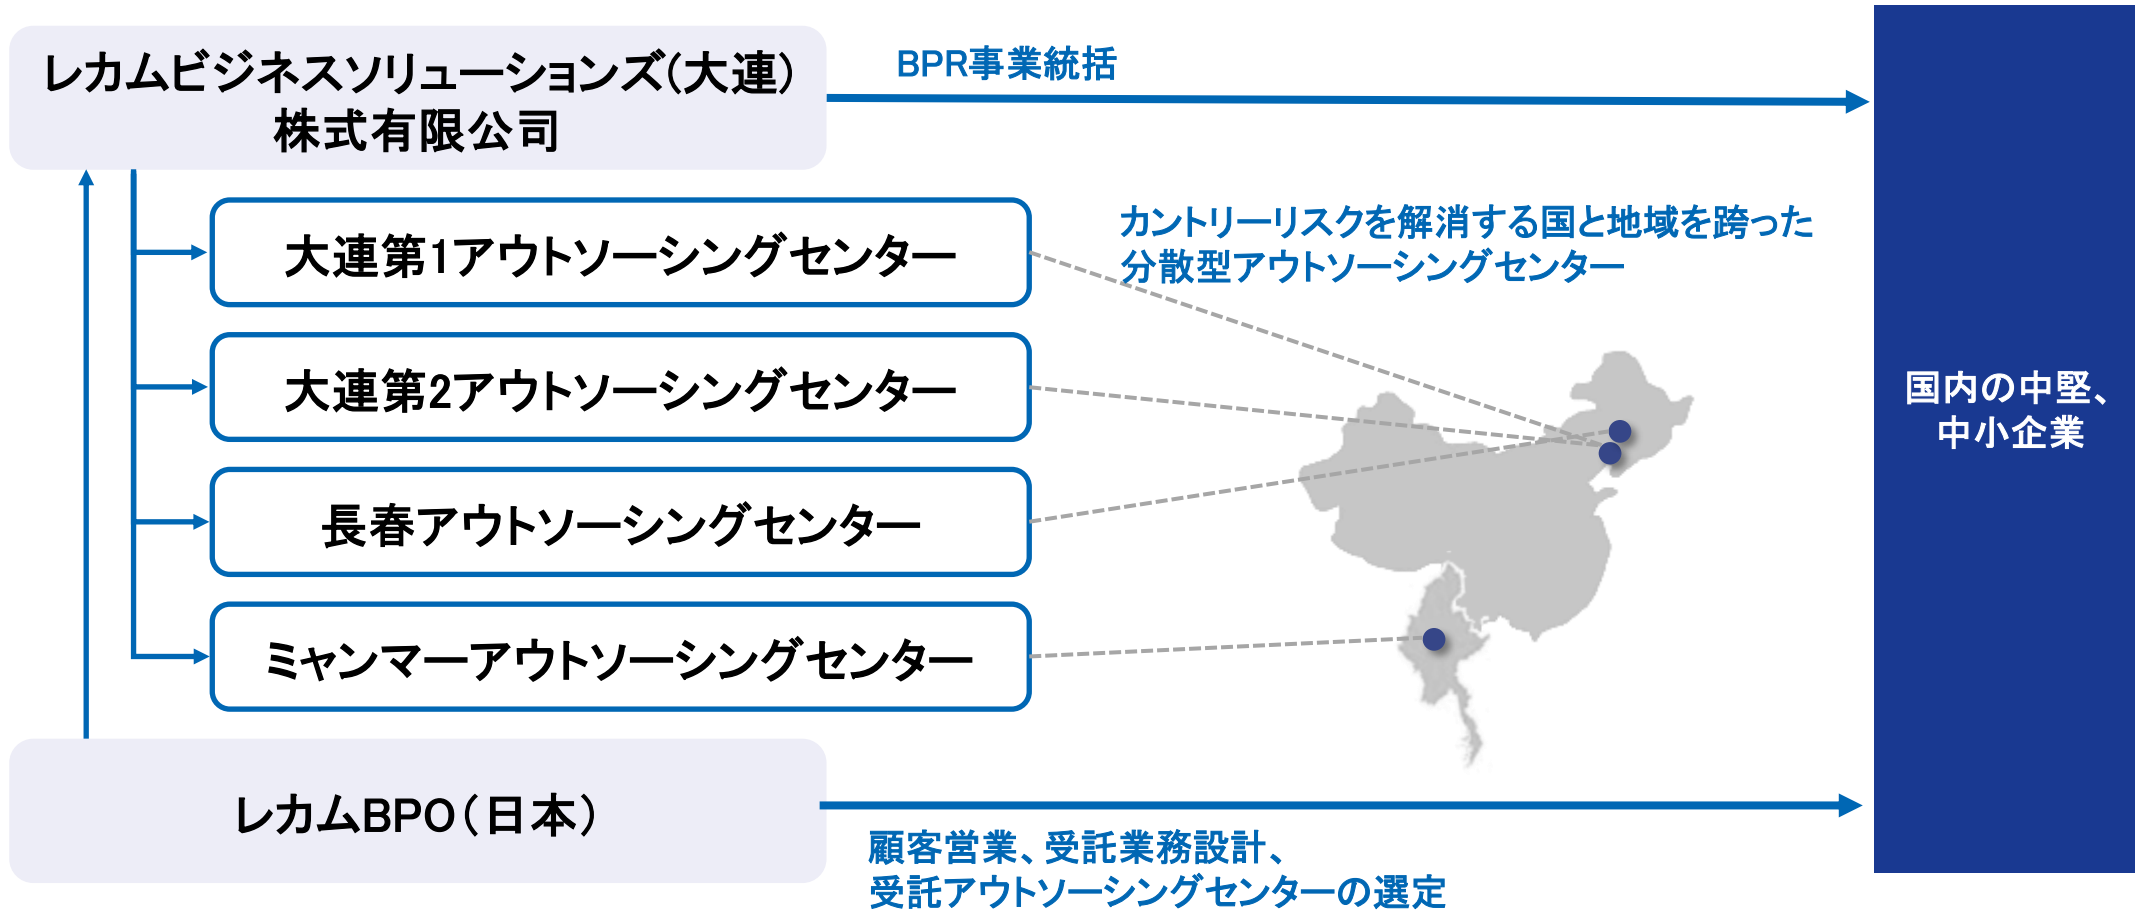 レカムビジネスソリューションズ(大連)
株式有限公司
BPR事業統括
大連第1アウトソーシングセンター
カントリーリスクを解消する国と地域を跨った
分散型アウトソーシングセンター
大連第2アウトソーシングセンター
国内の中堅、
中小企業
長春アウトソーシングセンター
ミャンマーアウトソーシングセンター
レカムBPO(日本)
顧客営業、受託業務設計、
受託アウトソーシングセンターの選定